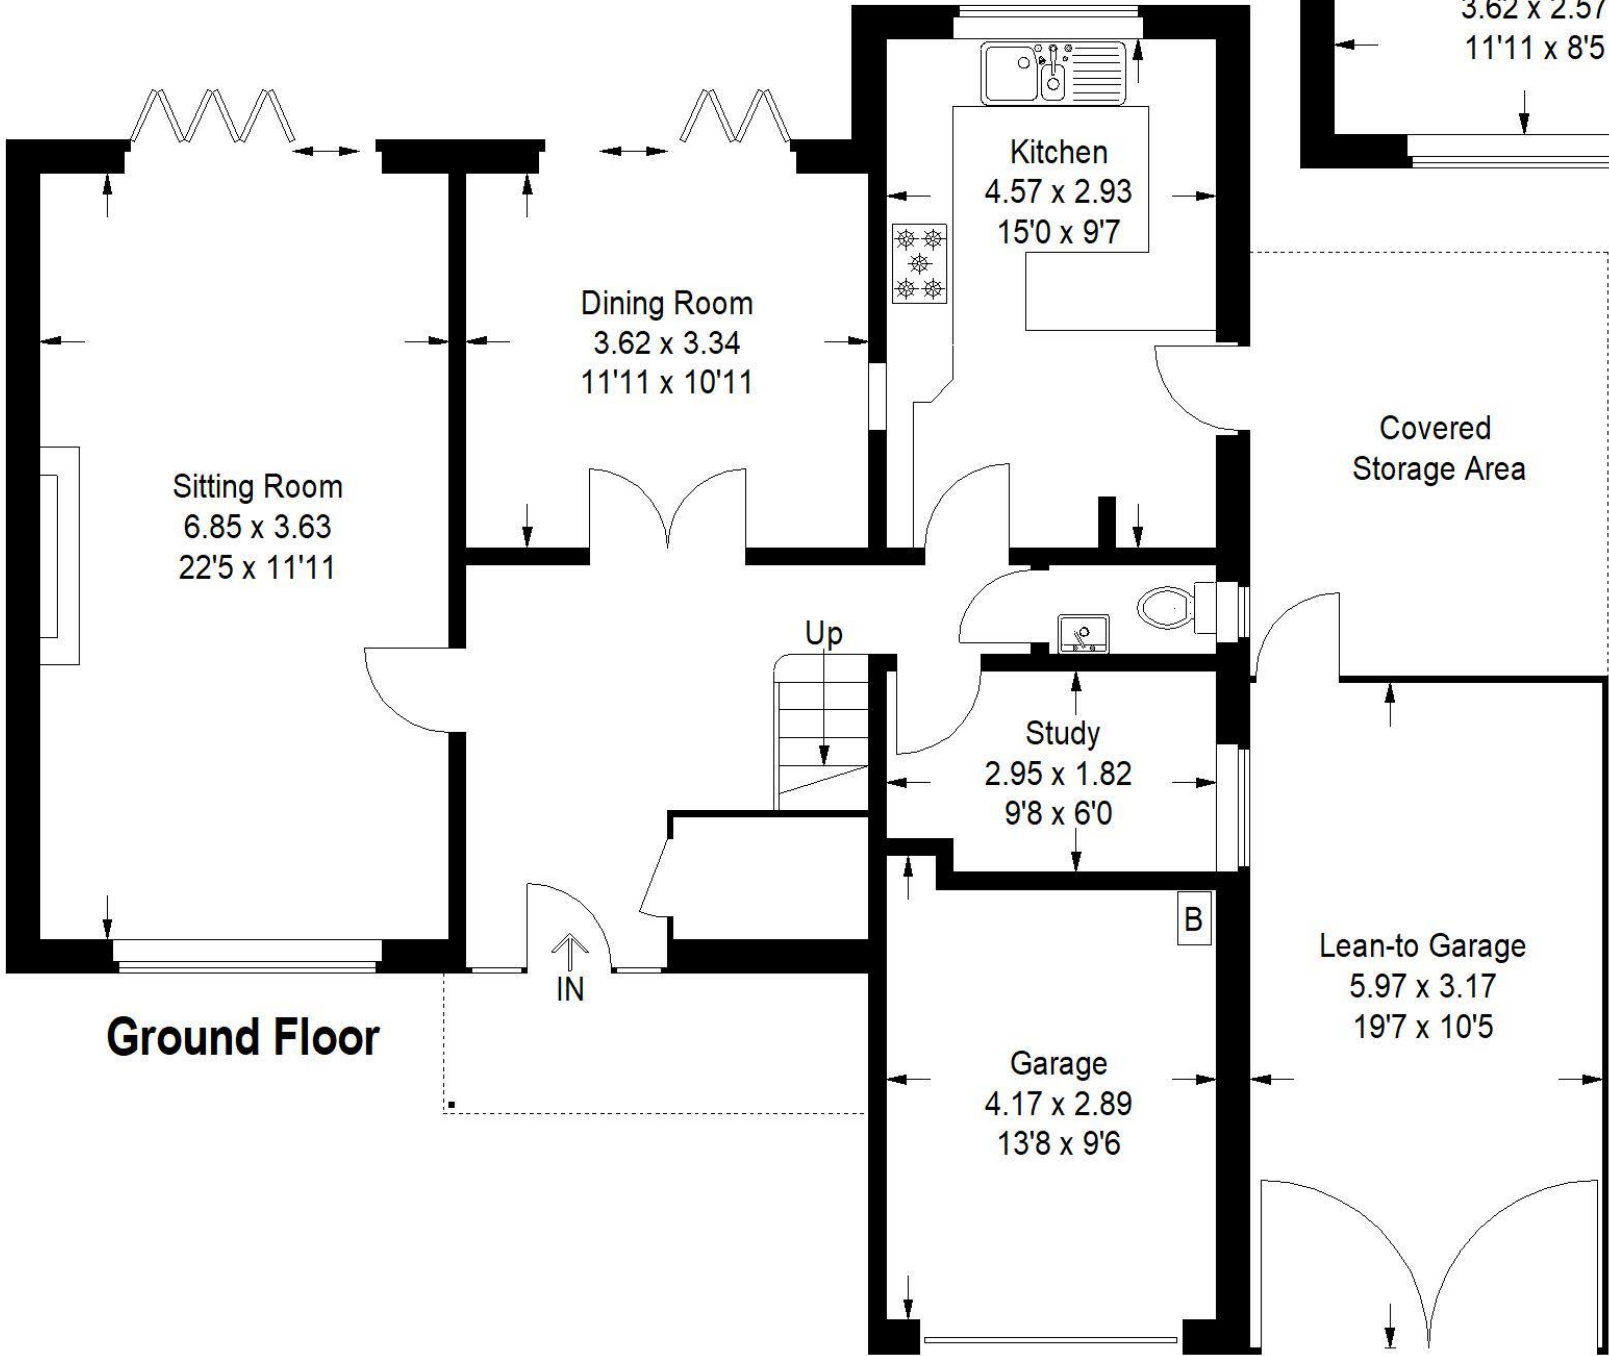 3.62 x 2.57
11'11 x 8'5
Kitchen
4.57 x 2.93
15'0 x 9'7
Dining Room
3.62 x 3.34
11'11 x 10'11
Covered
Storage Area
Sitting Room
6.85 x 3.63
22'5 x 11'11
Up
Study
2.95 x 1.82
9'8 x 6'0
B
Lean-to Garage
5.97 x 3.17
19'7 x 10'5
IN
Ground Floor
Garage
4.17 x 2.89
13'8 x 9'6